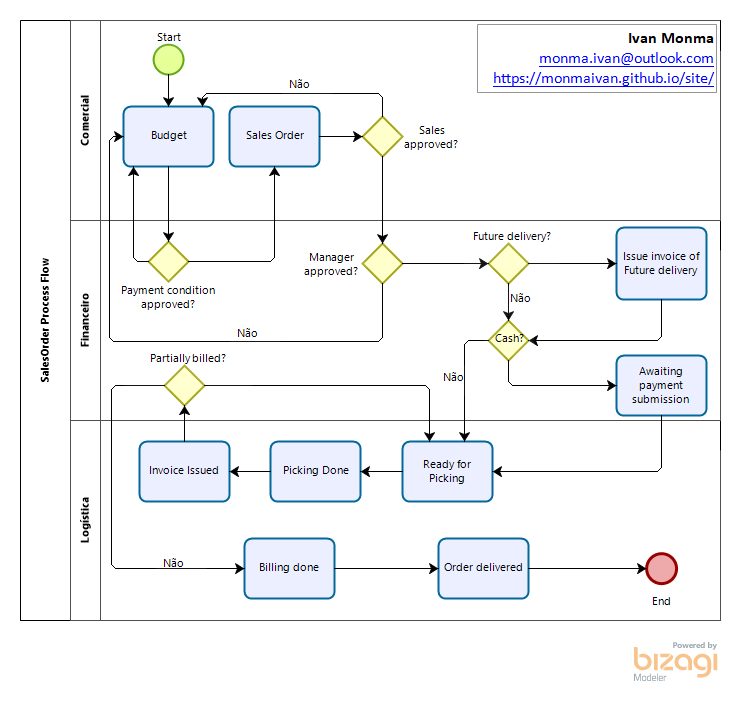 Ivan Monma
monma.ivan@outlook.com
https://monmaivan.github.io/site/
SalesOrder Process Flow
Comercial
Start
Não
Budget
Sales Order
Sales
approved?
Financeiro
Payment condition
approved?
Manager
approved?
Future delivery?
Issue invoice of
Future delivery
Não
Não
Cash?
Partially billed?
Não
Awaiting
payment
submission
Logística
Invoice Issued
Picking Done
Ready for
Picking
Não
Billing done
Order delivered
End
Powered by
bizagi
Modeler